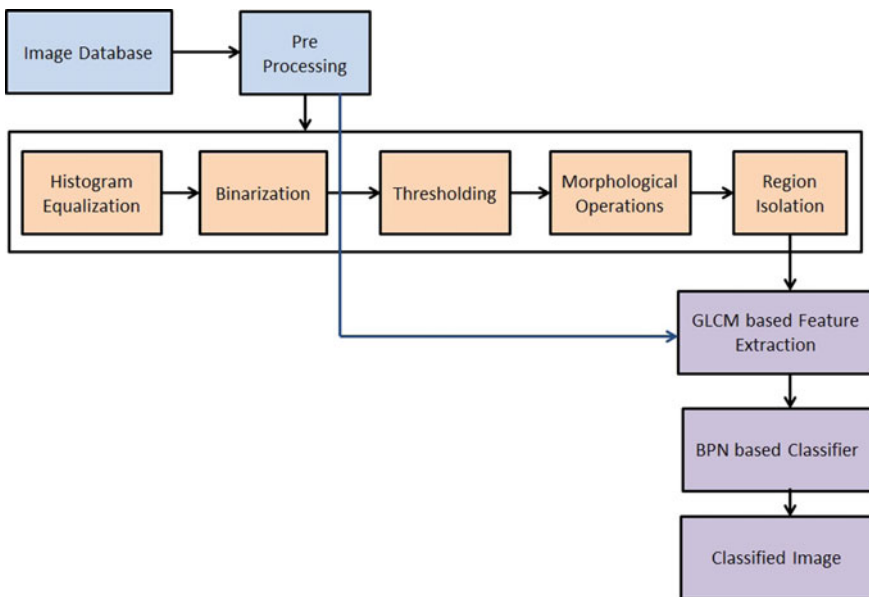 Image Database
Pre
Processing
Histogram
Equalization
Binarization
Thresholding
Morphological
Operations
Region
Isolation
GLCM based Feature
Extraction
BPN based Classifier
Classified Image